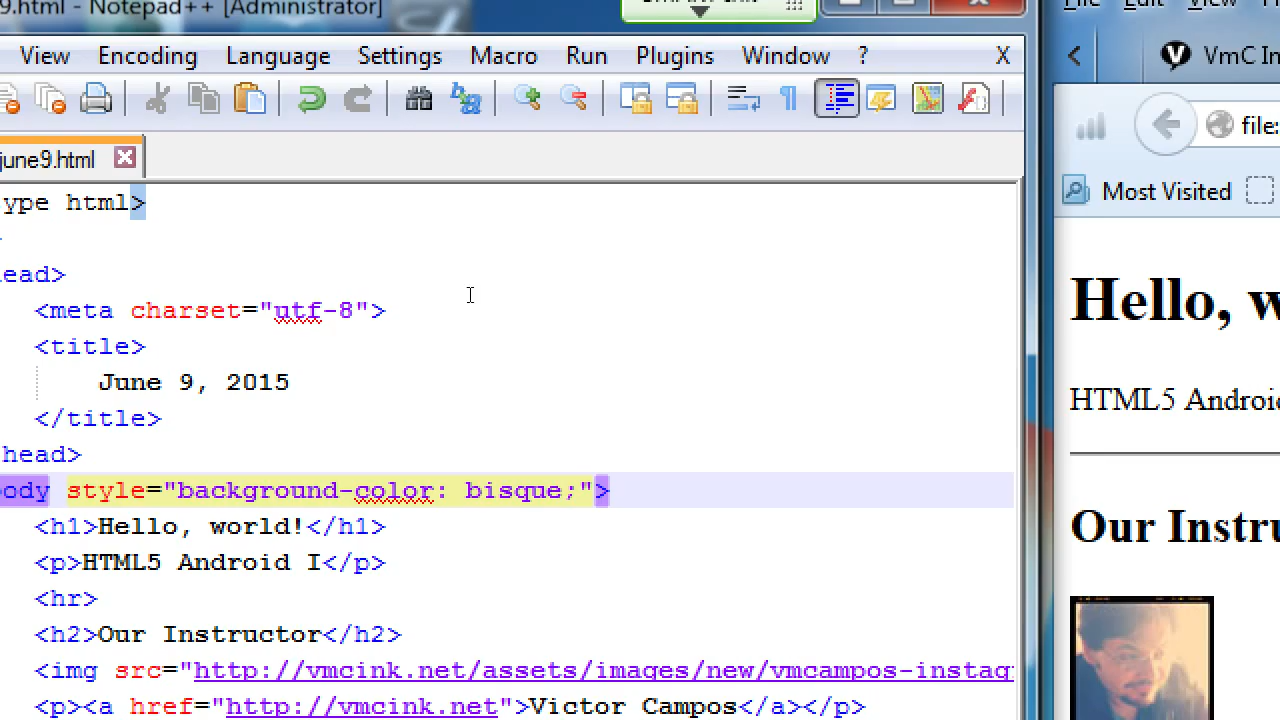 9.html - Notepad++ [Administrator]
View Encoding Language Settings Macro Run Plugins Window ? X
june9.html
ype html>
ead>
<meta charset="utf-8">
<title>
June 9, 2015
</title>
head>
body style="background-color: bisque;">
<h1>Hello, world!</h1>
<p>HTML5 Android I</p>
<hr>
<h2>Our Instructor</h2>
<img src="http://vmcink.net/assets/images/new/vmcampos-instag
<p><a href="http://vmcink.net">Victor Campos</a></p>
File Edit View
VmC In
file:
Most Visited
Hello, w
HTML5 Androi
Our Instru